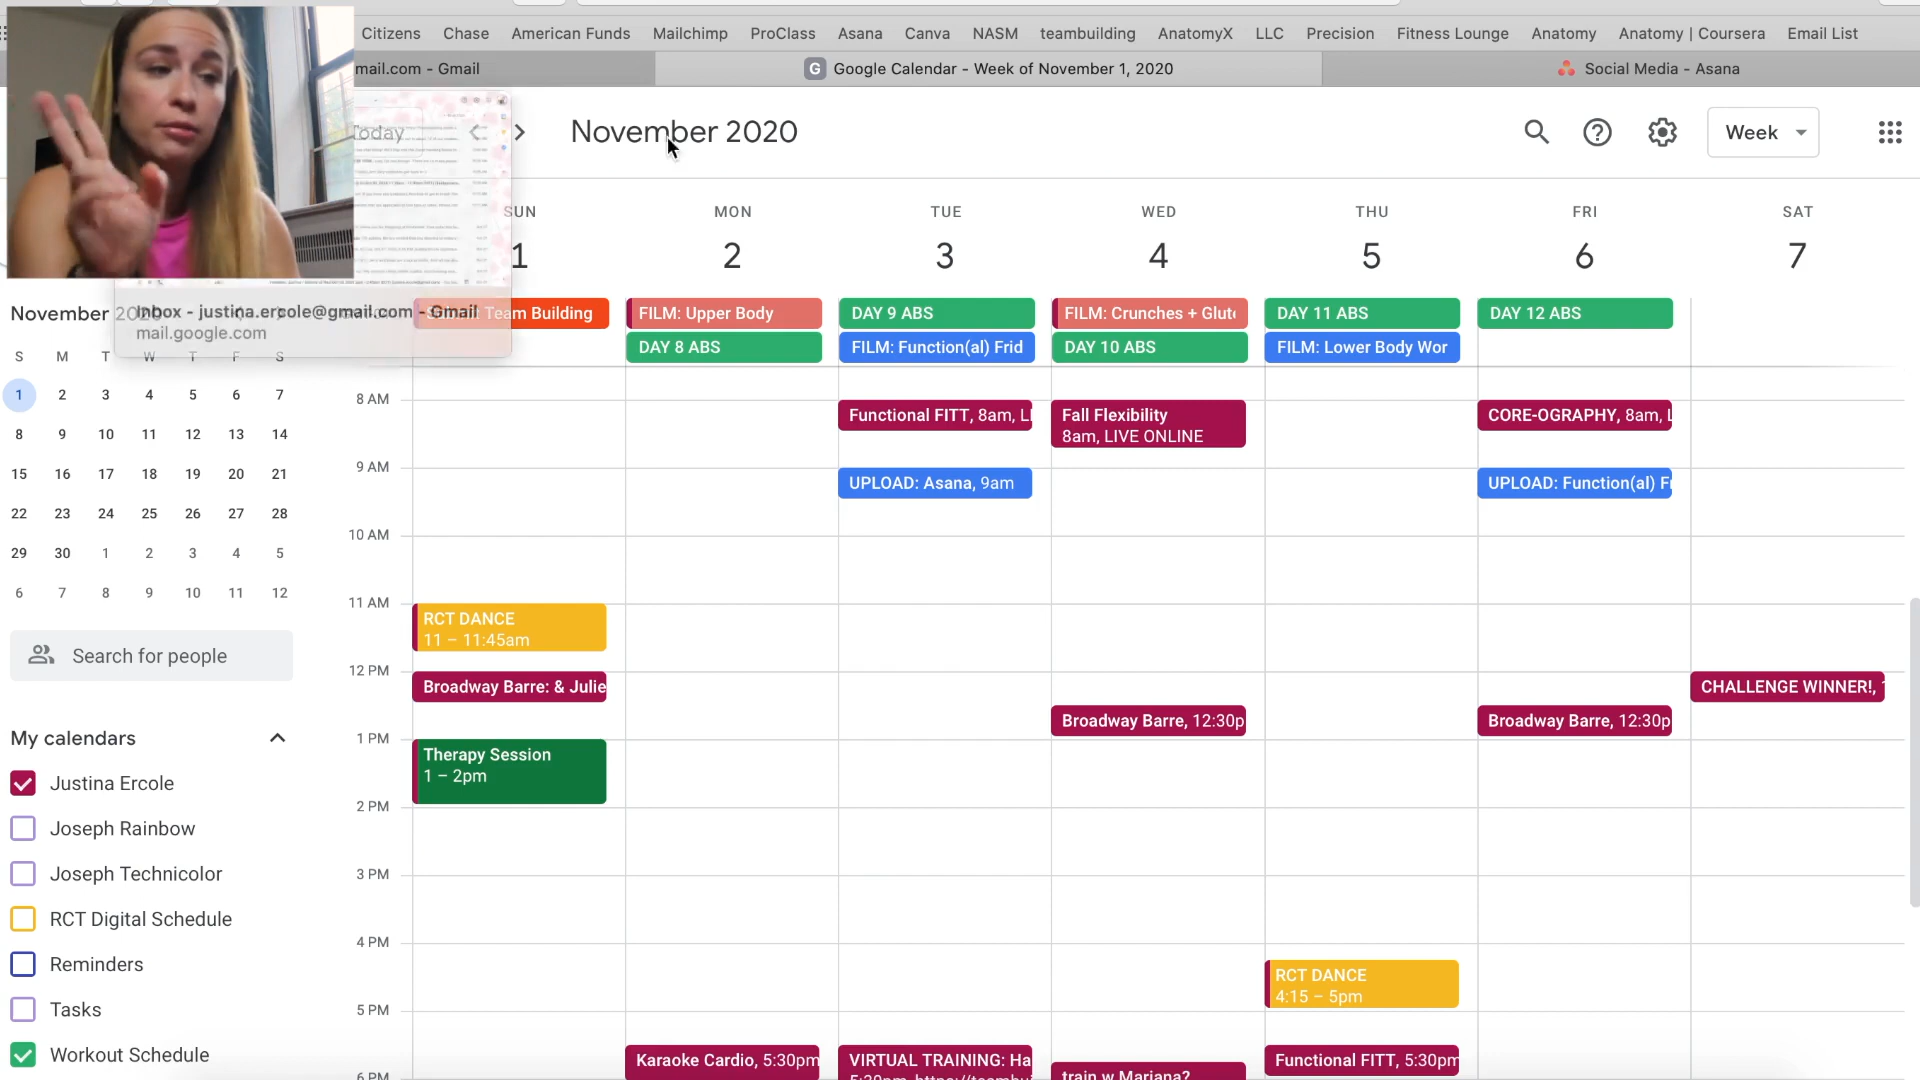 Citizens Chase American Funds Mailchimp ProClass Asana Canva NASM teambuilding AnatomyX LLC Precision Fitness Lounge Anatomy Anatomy | Coursera Email List
mail.com - Gmail
G Google Calendar - Week of November 1, 2020
Social Media - Asana
Today
November 2020
Week
SUN MON TUE WED THU FRI SAT
1 2 3 4 5 6 7
Inbox - justina.ercole@gmail.com - Gmail
mail.google.com
Team Building
FILM: Upper Body
DAY 9 ABS
FILM: Crunches + Glut
DAY 11 ABS
DAY 12 ABS
DAY 8 ABS
FILM: Function(al) Frid
DAY 10 ABS
FILM: Lower Body Wor
November
S M T W T F S
1 2 3 4 5 6 7
8 9 10 11 12 13 14
15 16 17 18 19 20 21
22 23 24 25 26 27 28
29 30 1 2 3 4 5
6 7 8 9 10 11 12
Search for people
My calendars
Justina Ercole
Joseph Rainbow
Joseph Technicolor
RCT Digital Schedule
Reminders
Tasks
Workout Schedule
8 AM
9 AM
10 AM
11 AM
12 PM
1 PM
2 PM
3 PM
4 PM
5 PM
6 PM
RCT DANCE
11 – 11:45am
Broadway Barre: & Julie
Therapy Session
1 – 2pm
Karaoke Cardio, 5:30pm
Functional FITT, 8am, LI
UPLOAD: Asana, 9am
VIRTUAL TRAINING: Ha
Fall Flexibility
8am, LIVE ONLINE
Broadway Barre, 12:30p
train w Mariana?
RCT DANCE
4:15 – 5pm
Functional FITT, 5:30pm
CORE-OGRAPHY, 8am, L
UPLOAD: Function(al) F
Broadway Barre, 12:30p
CHALLENGE WINNER!,